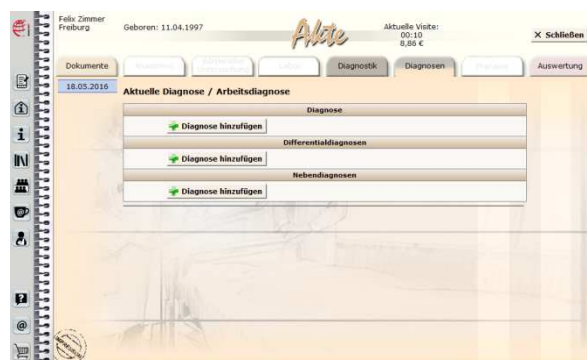 Felix Zimmer
Freiburg
Geboren: 11.04.1997
Akte
Aktuelle Visite:
00:10
8,86 €
X Schließen
Dokumente
Labor
Diagnostik
Diagnosen
Auswertung
18.05.2016
Aktuelle Diagnose / Arbeitsdiagnose
Diagnose
Diagnose hinzufügen
Differentialdiagnosen
Diagnose hinzufügen
Nebendiagnosen
Diagnose hinzufügen